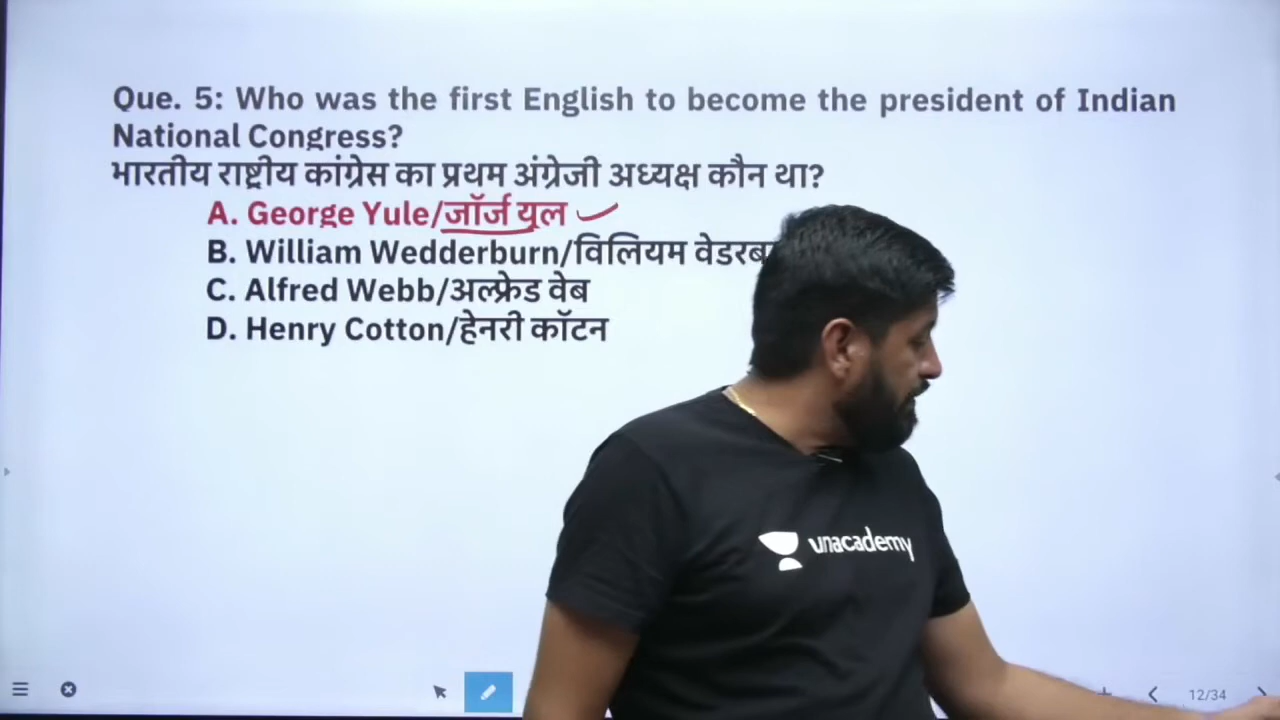 Que. 5: Who was the first English to become the president of Indian
National Congress?
भारतीय राष्ट्रीय कांग्रेस का प्रथम अंग्रेजी अध्यक्ष कौन था?
A. George Yule/जॉर्ज यूल
B. William Wedderburn/विलियम
C. Alfred Webb/अल्फ्रेड वेब
D. Henry Cotton/हेनरी कॉटन
unacademy
12/34